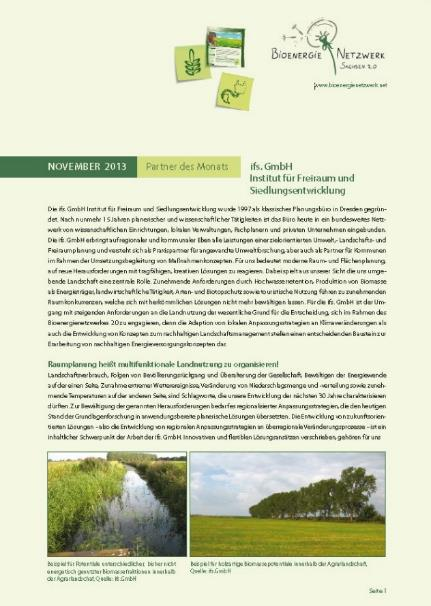 BIOENERGIE NETZWERK
SACHSEN 2.0
www.bioenergienetzwerk.net
NOVEMBER 2013
Partner des Monats
ifs. GmbH
Institut für Freiraum und
Siedlungsentwicklung
Die ifs. GmbH Institut für Freiraum und Siedlungsentwicklung wurde 1997 als klassisches Planungsbüro in Dresden gegrün-
det. Nach nunmehr 15 Jahren planerischer und wissenschaftlicher Tätigkeiten ist das Büro heute in ein bundesweites Netz-
werk von wissenschaftlichen Einrichtungen, lokalen Verwaltungen, Fachplanern und privaten Unternehmen eingebunden.
Die ifs. GmbH erbringt auf regionaler und kommunaler Ebene alle Leistungen einer zielorientierten Umwelt-, Landschafts- und
Freiraumplanung und versteht sich als Praxispartner für angewandte Umweltforschung, aber auch als Partner für Kommunen
im Rahmen der Umsetzungsbegleitung von Maßnahmenkonzepten. Für uns bedeutet moderne Raum- und Flächenplanung,
auf neue Herausforderungen mit tragfähigen, kreativen Lösungen zu reagieren. Dabei spielt aus unserer Sicht die uns umge-
bende Landschaft eine zentrale Rolle. Zunehmende Anforderungen durch Hochwasserretention, Produktion von Biomasse
als Energieträger, landwirtschaftliche Tätigkeit, Arten- und Biotopschutz sowie touristische Nutzung führen zu zunehmenden
Raumkonkurrenzen, welche sich mit herkömmlichen Lösungen nicht mehr bewältigen lassen. Für die ifs. GmbH ist der Um-
gang mit steigenden Anforderungen an die Landnutzung der wesentliche Grund für die Entscheidung, sich im Rahmen des
Bioenergienetzwerkes 2.0 zu engagieren, denn die Adaption von lokalen Anpassungsstrategien an Klimaveränderungen als
auch die Entwicklung von Konzepten zum nachhaltigen Landschaftsmanagement stellen einen entscheidenden Baustein zur
Erarbeitung von nachhaltigen Energieversorgungskonzepten dar.
Raumplanung heißt multifunktionale Landnutzung zu organisieren!
Landschaftsverbrauch, Folgen von Bevölkerungsrückgang und Überalterung der Gesellschaft, Bewältigen der Energiewende
auf der einen Seite, Zunahme extremer Wetterereignisse, Veränderung von Niederschlagsmenge und -verteilung sowie zuneh-
mende Temperaturen auf der anderen Seite, sind Schlagworte, die unsere Entwicklung der nächsten 30 Jahre charakterisieren
dürften. Zur Bewältigung der genannten Herausforderungen bedarf es regionalisierter Anpassungsstrategien, die den heutigen
Stand der Grundlagenforschung in anwendungsbereite planerische Lösungen übersetzten. Die Entwicklung von zukunftsorien-
tierten Lösungen – also die Entwicklung von regionalen Anpassungsstrategien an überregionale Veränderungsprozesse – ist ein
inhaltlicher Schwerpunkt der Arbeit der ifs. GmbH. Innovativen und flexiblen Lösungsansätzen verschrieben, gehören für uns
Beispiel für Potentiale unterschiedlicher, bisher nicht
energetisch genutzter Biomassefraktionen innerhalb
der Agrarlandschaft, Quelle: ifs.GmbH
Beispiel für holzartige Biomassepotentiale innerhalb der Agrarlandschaft,
Quelle: ifs.GmbH
Seite 1